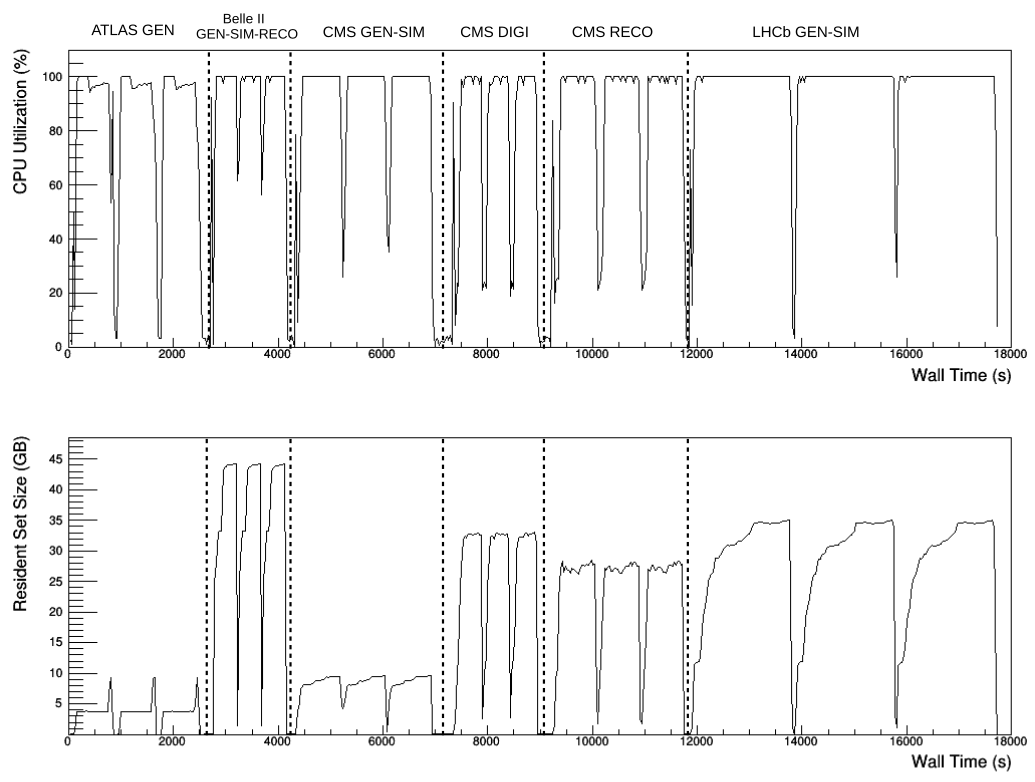 ATLAS GEN
Belle II
GEN-SIM-RECO
CMS GEN-SIM
CMS DIGI
CMS RECO
LHCb GEN-SIM
CPU Utilization (%)
100
80
60
40
20
0
0 2000 4000 6000 8000 10000 12000 14000 16000 18000
Wall Time (s)
Resident Set Size (GB)
45
40
35
30
25
20
15
10
5
0 2000 4000 6000 8000 10000 12000 14000 16000 18000
Wall Time (s)